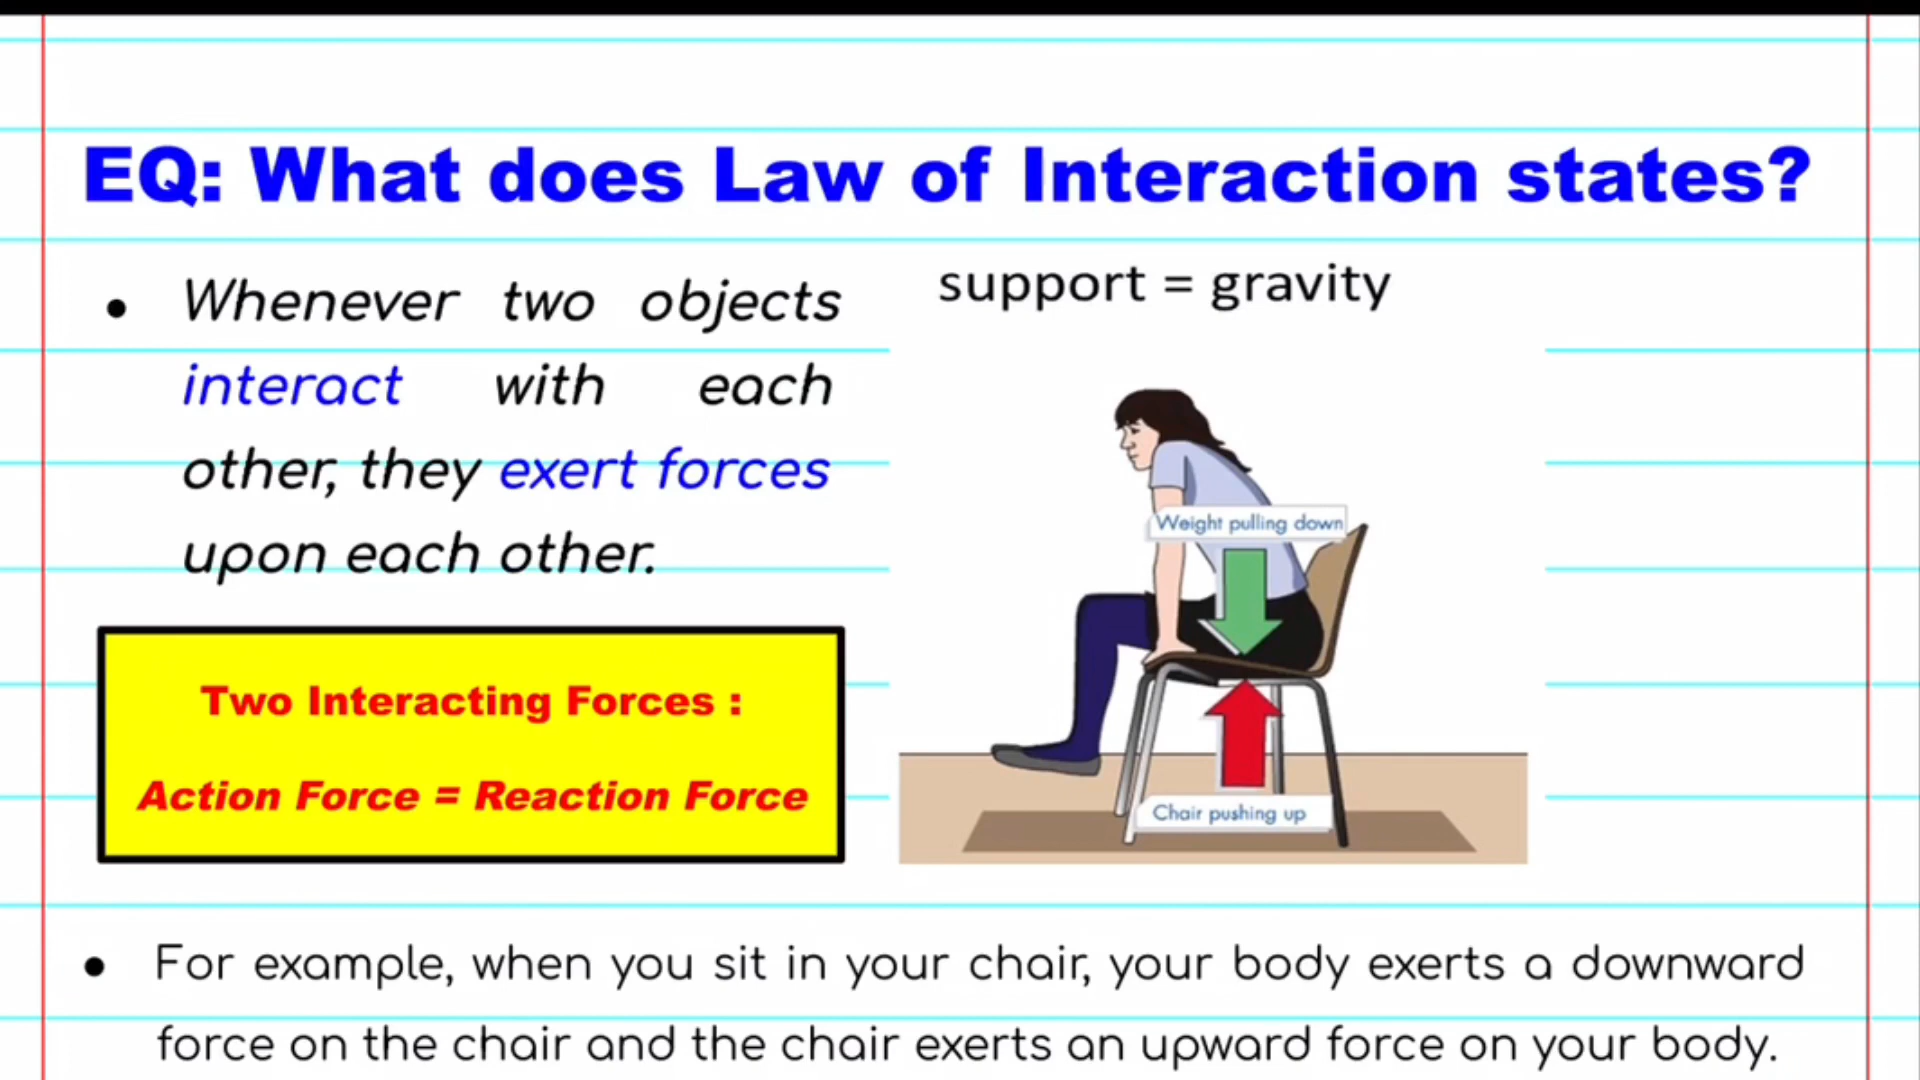 EQ: What does Law of Interaction states?
• Whenever two objects
interact with each
other, they exert forces
upon each other.
Two Interacting Forces :
Action Force = Reaction Force
support = gravity
Weight pulling down
Chair pushing up
• For example, when you sit in your chair, your body exerts a downward
force on the chair and the chair exerts an upward force on your body.